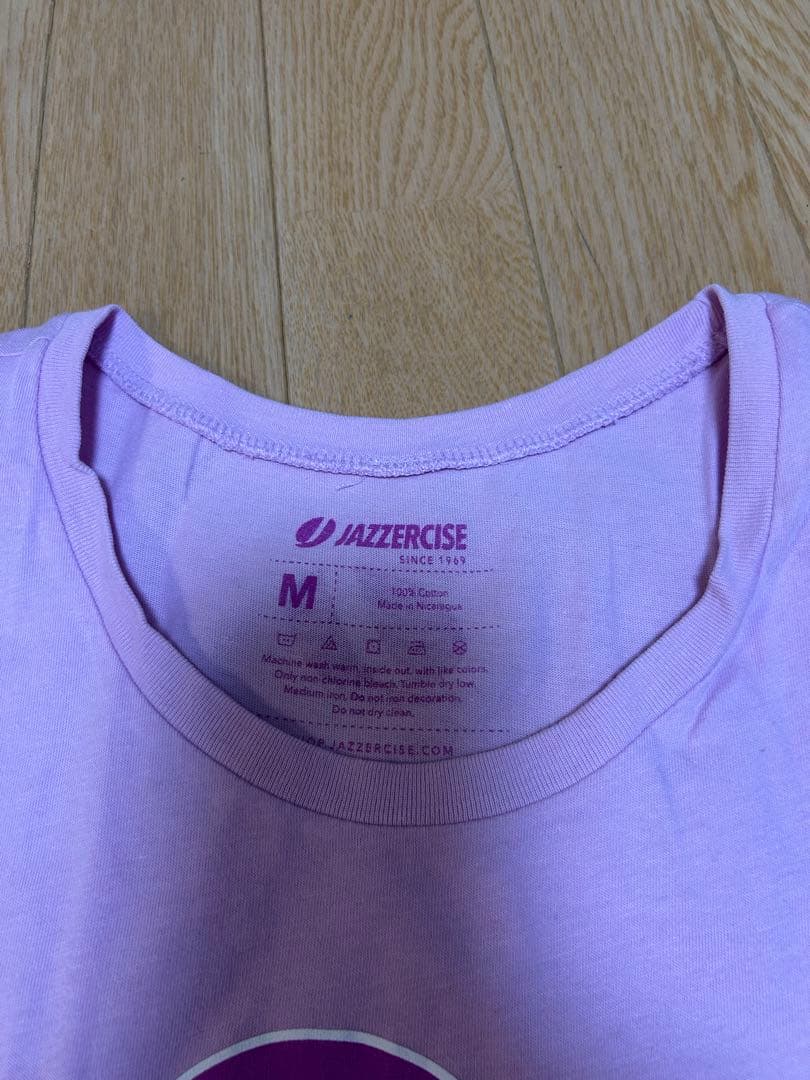 JAZZERCISE
SINCE 1969
M
100% Cotton
Made in Nicaragua
Machine wash warm, inside out, with like colors.
Only non-chlorine bleach. Tumble dry low.
Medium iron. Do not iron decoration.
Do not dry clean.
JAZZERCISE.COM